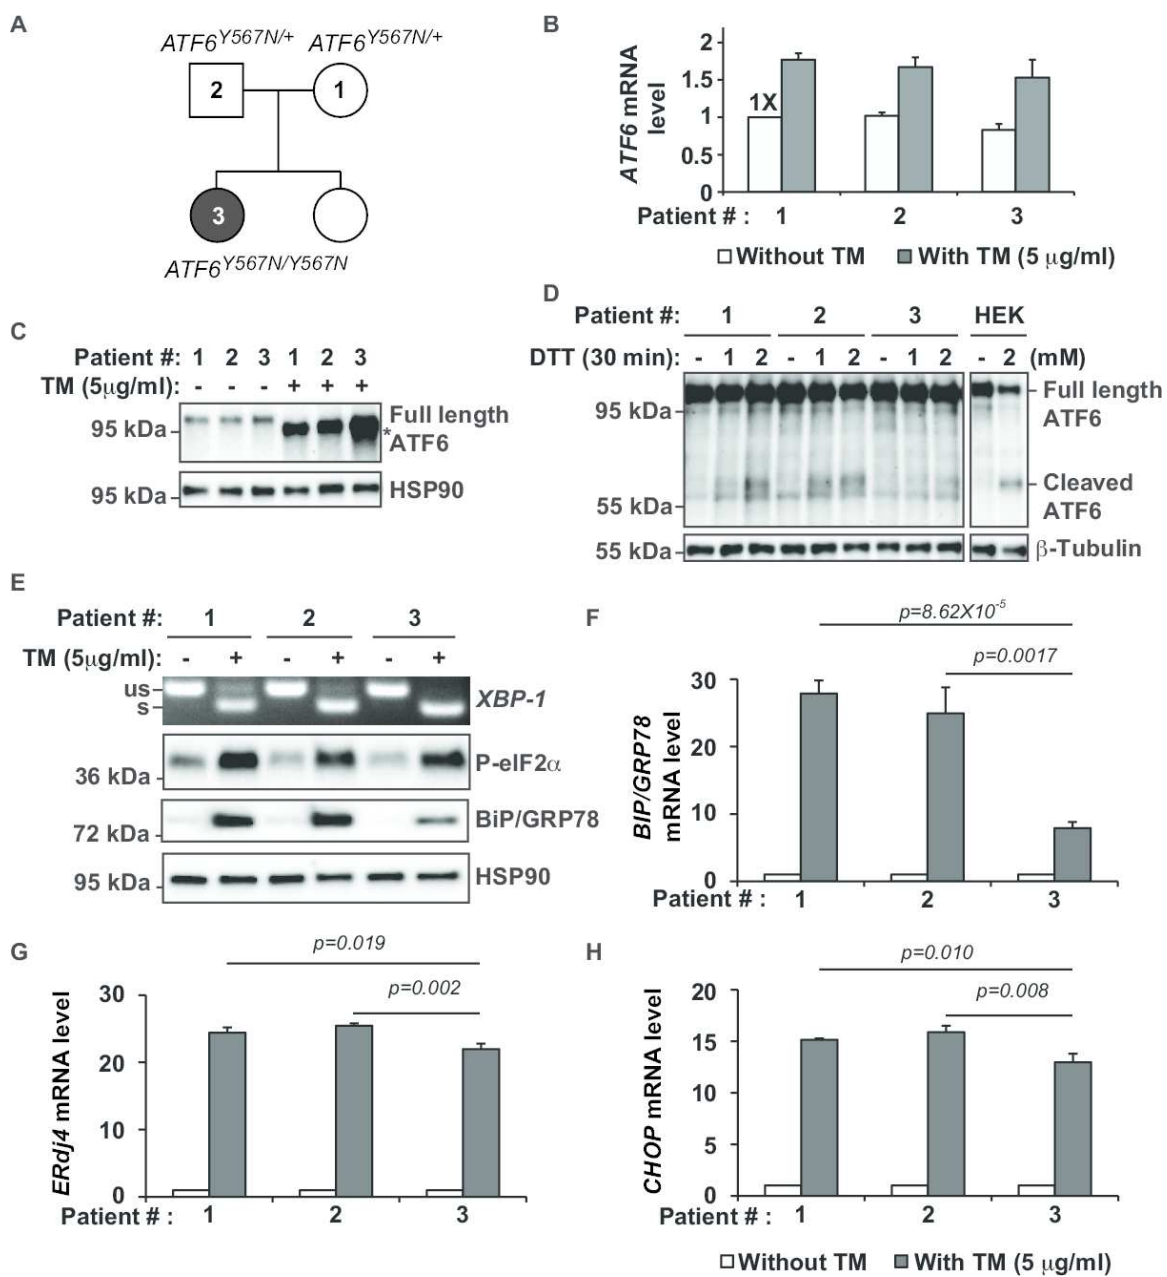 A
ATF6Y567N/+ ATF6Y567N/+
2 1
3
ATF6Y567N/Y567N
B
ATF6 mRNA
level
2
1.5
1
0.5
0
1X
Patient # : 1 2 3
Without TM With TM (5 μg/ml)
C
Patient #: 1 2 3 1 2 3
TM (5μg/ml): - - - + + +
95 kDa
Full length
*
ATF6
95 kDa
HSP90
D
Patient #: 1 2 3 HEK
DTT (30 min): - 1 2 - 1 2 - 1 2 - 2 (mM)
95 kDa
Full length
ATF6
Cleaved
ATF6
55 kDa
55 kDa
β-Tubulin
E
Patient #: 1 2 3
TM (5μg/ml): - + - + - +
us
s
XBP-1
36 kDa
P-eIF2α
72 kDa
BiP/GRP78
95 kDa
HSP90
F
p=8.62X10-5
p=0.0017
BIP/GRP78
mRNA level
30
20
10
0
Patient # : 1 2 3
G
p=0.019
p=0.002
ERdj4 mRNA level
30
20
10
0
Patient # : 1 2 3
H
p=0.010
p=0.008
CHOP mRNA level
20
15
10
5
0
Patient # : 1 2 3
Without TM With TM (5 μg/ml)